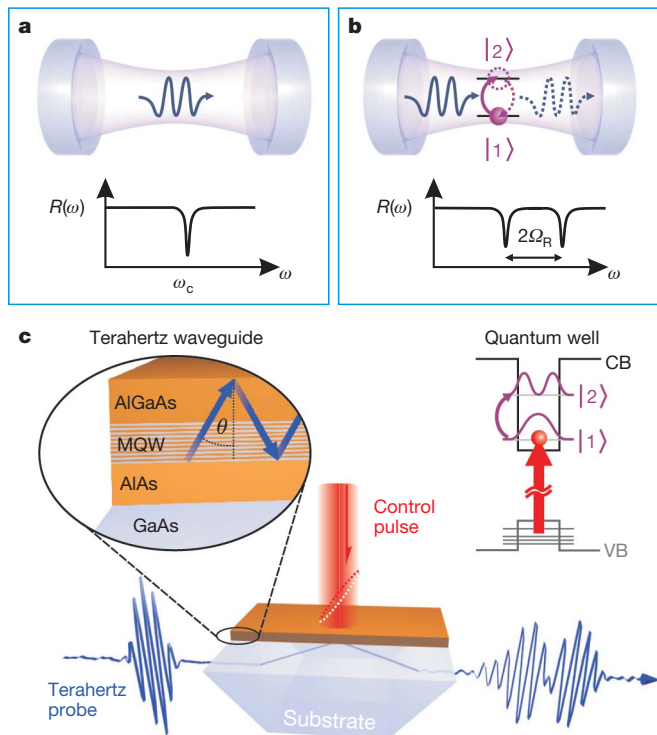 a
R(ω)
ω_c
ω
b
|2⟩
|1⟩
R(ω)
2Ω_R
ω
c
Terahertz waveguide
AlGaAs
MQW
θ
AlAs
GaAs
Quantum well
CB
|2⟩
|1⟩
VB
Control
pulse
Terahertz
probe
Substrate